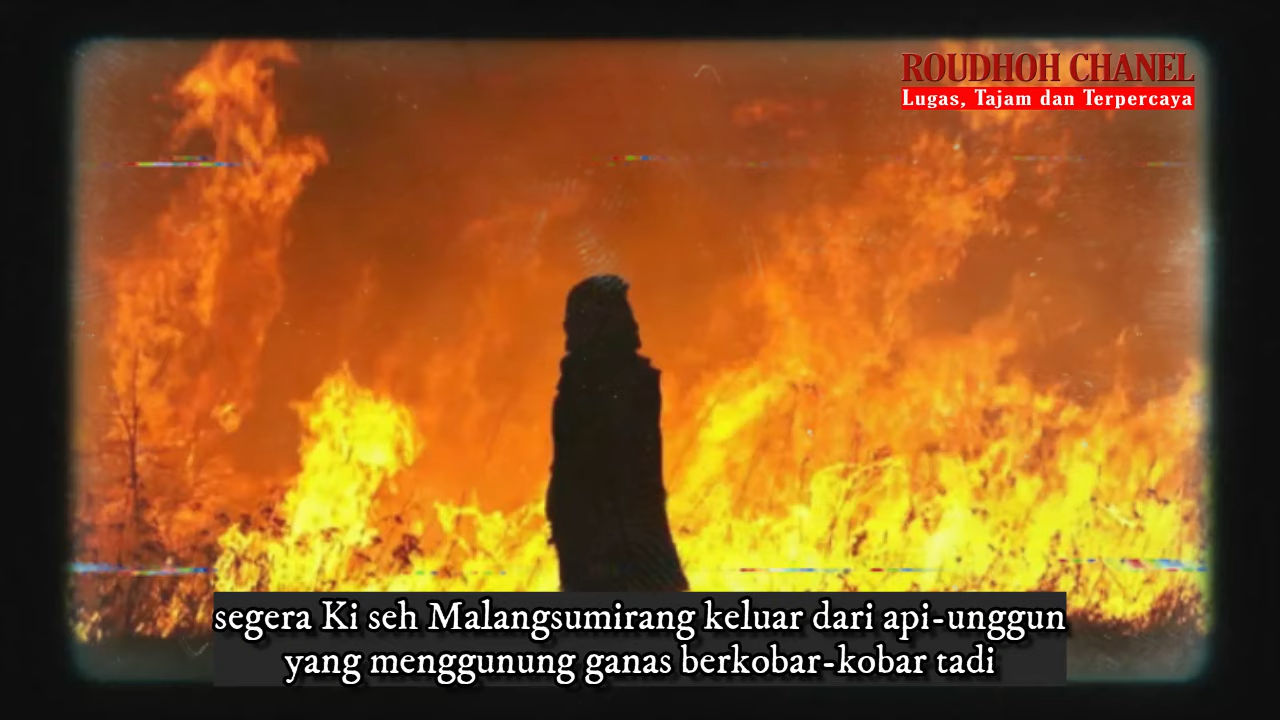 ROUDHOH CHANEL
Lugas, Tajam dan Terpercaya
segera Ki seh Malangsumirang keluar dari api-unggun
yang menggunung ganas berkobar-kobar tadi